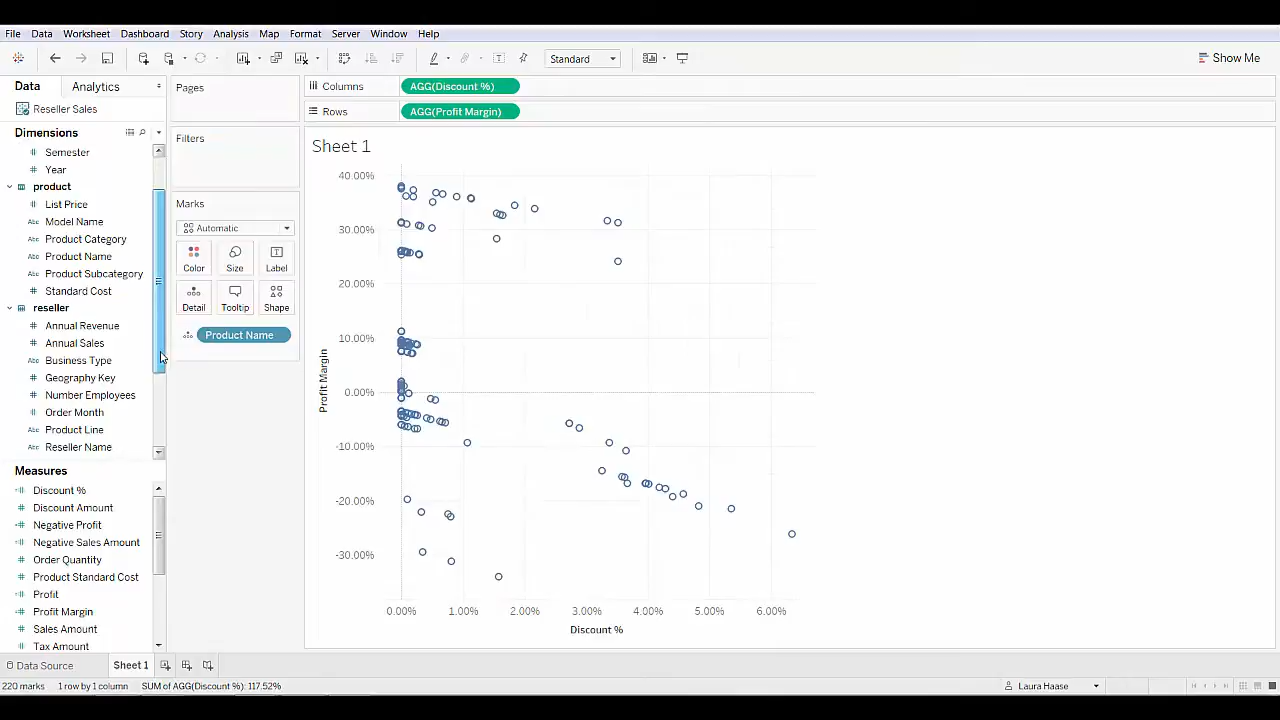 File Data Worksheet Dashboard Story Analysis Map Format Server Window Help
Standard
Show Me
Data Analytics
Reseller Sales
Dimensions
# Semester
# Year
product
# List Price
Abc Model Name
Abc Product Category
Abc Product Name
Abc Product Subcategory
# Standard Cost
reseller
# Annual Revenue
# Annual Sales
Abc Business Type
# Geography Key
# Number Employees
# Order Month
Abc Product Line
Abc Reseller Name
Measures
Discount %
# Discount Amount
Negative Profit
Negative Sales Amount
# Order Quantity
# Product Standard Cost
Profit
Profit Margin
# Sales Amount
# Tax Amount
Pages
Filters
Marks
Automatic
Color Size Label
Detail Tooltip Shape
Product Name
Columns AGG(Discount %)
Rows AGG(Profit Margin)
Sheet 1
40.00%
30.00%
20.00%
10.00%
0.00%
-10.00%
-20.00%
-30.00%
Profit Margin
0.00% 1.00% 2.00% 3.00% 4.00% 5.00% 6.00%
Discount %
Data Source Sheet 1
220 marks 1 row by 1 column SUM of AGG(Discount %): 117.52% Laura Haase